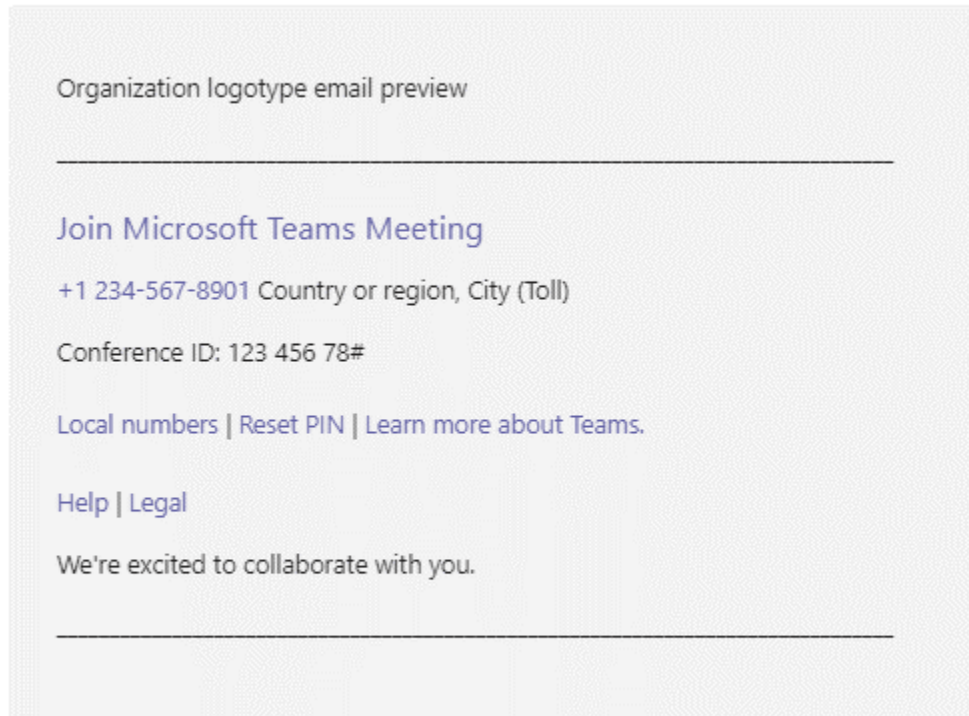 Organization logotype email preview
Join Microsoft Teams Meeting
+1 234-567-8901 Country or region, City (Toll)
Conference ID: 123 456 78#
Local numbers | Reset PIN | Learn more about Teams.
Help | Legal
We're excited to collaborate with you.